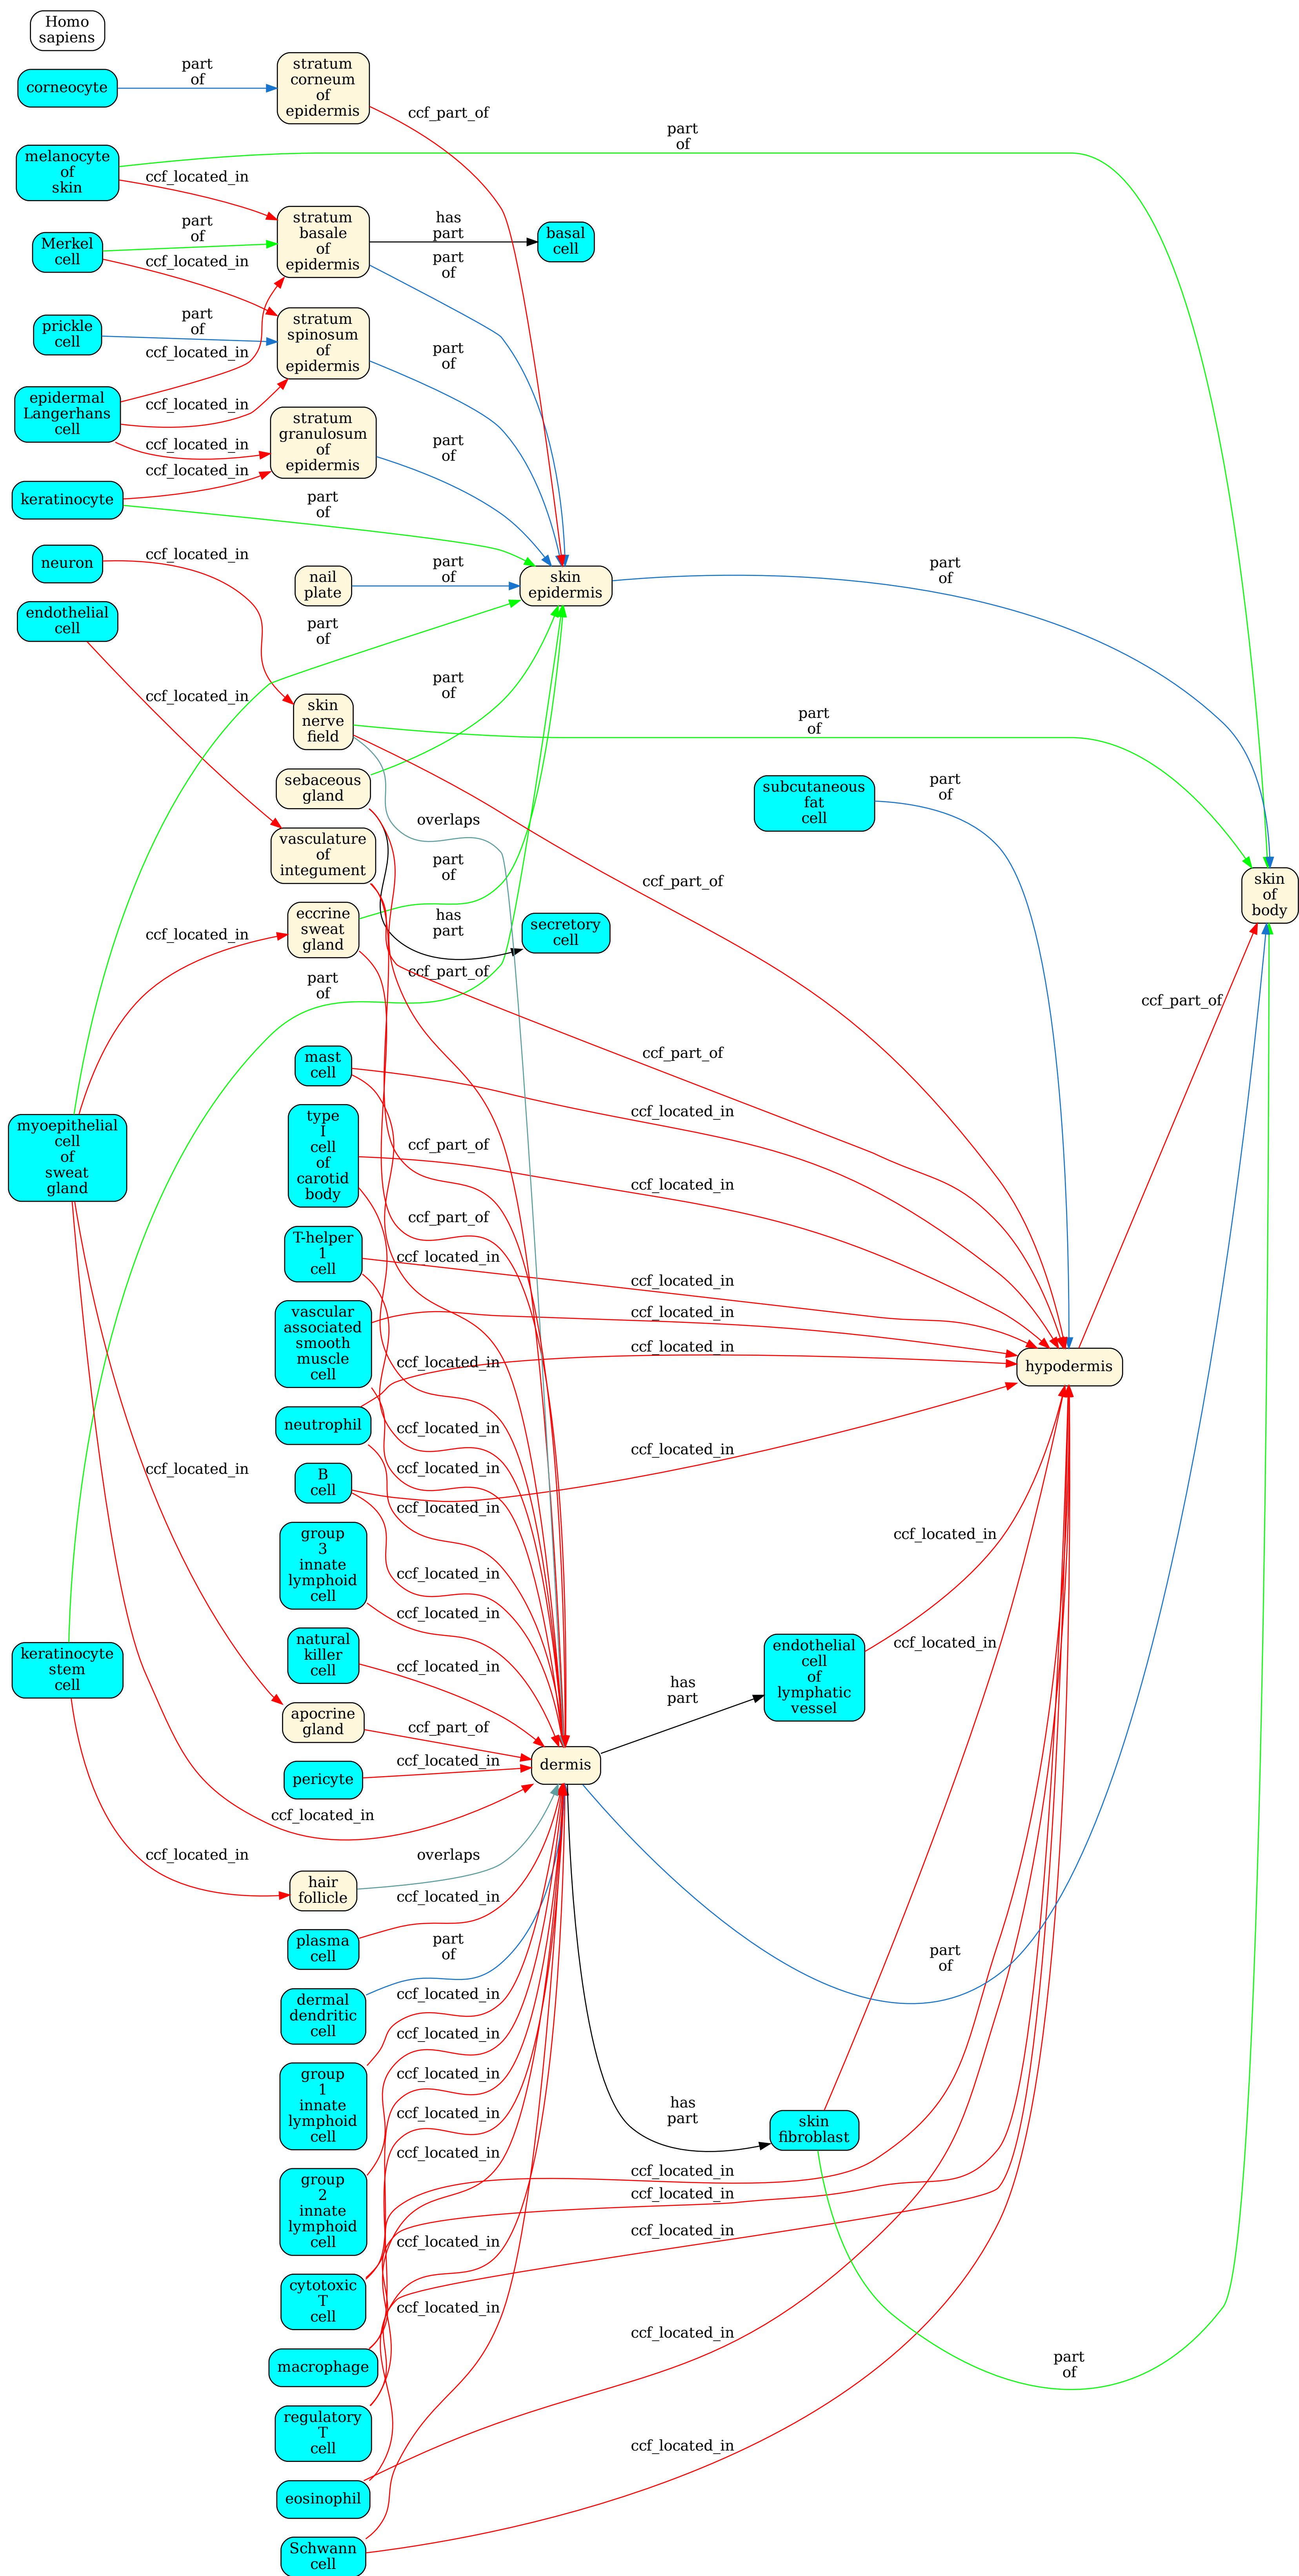 Homo
sapiens
corneocyte
part
of
stratum
corneum
of
epidermis
ccf_part_of
melanocyte
of
skin
part
of
ccf_located_in
Merkel
cell
part
of
ccf_located_in
stratum
basale
of
epidermis
has
part
basal
cell
part
of
prickle
cell
part
of
ccf_located_in
stratum
spinosum
of
epidermis
part
of
epidermal
Langerhans
cell
ccf_located_in
ccf_located_in
stratum
granulosum
of
epidermis
part
of
keratinocyte
ccf_located_in
part
of
neuron
ccf_located_in
nail
plate
part
of
skin
epidermis
part
of
endothelial
cell
part
of
ccf_located_in
skin
nerve
field
part
of
part
of
sebaceous
gland
overlaps
subcutaneous
fat
cell
part
of
vasculature
of
integument
part
of
ccf_part_of
skin
of
body
eccrine
sweat
gland
ccf_located_in
has
part
secretory
cell
part
of
ccf_part_of
ccf_part_of
mast
cell
ccf_part_of
ccf_located_in
myoepithelial
cell
of
sweat
gland
type
I
cell
of
carotid
body
ccf_part_of
ccf_located_in
ccf_part_of
T-helper
1
cell
ccf_located_in
ccf_located_in
vascular
associated
smooth
muscle
cell
ccf_located_in
ccf_located_in
ccf_located_in
hypodermis
neutrophil
ccf_located_in
ccf_located_in
ccf_located_in
B
cell
ccf_located_in
ccf_located_in
group
3
innate
lymphoid
cell
ccf_located_in
ccf_located_in
ccf_located_in
natural
killer
cell
ccf_located_in
keratinocyte
stem
cell
has
part
endothelial
cell
of
lymphatic
vessel
ccf_located_in
apocrine
gland
ccf_part_of
pericyte
ccf_located_in
dermis
ccf_located_in
ccf_located_in
hair
follicle
overlaps
plasma
cell
ccf_located_in
part
of
part
of
dermal
dendritic
cell
ccf_located_in
group
1
innate
lymphoid
cell
ccf_located_in
ccf_located_in
ccf_located_in
has
part
skin
fibroblast
group
2
innate
lymphoid
cell
ccf_located_in
ccf_located_in
ccf_located_in
ccf_located_in
ccf_located_in
cytotoxic
T
cell
ccf_located_in
ccf_located_in
macrophage
part
of
regulatory
T
cell
ccf_located_in
eosinophil
Schwann
cell